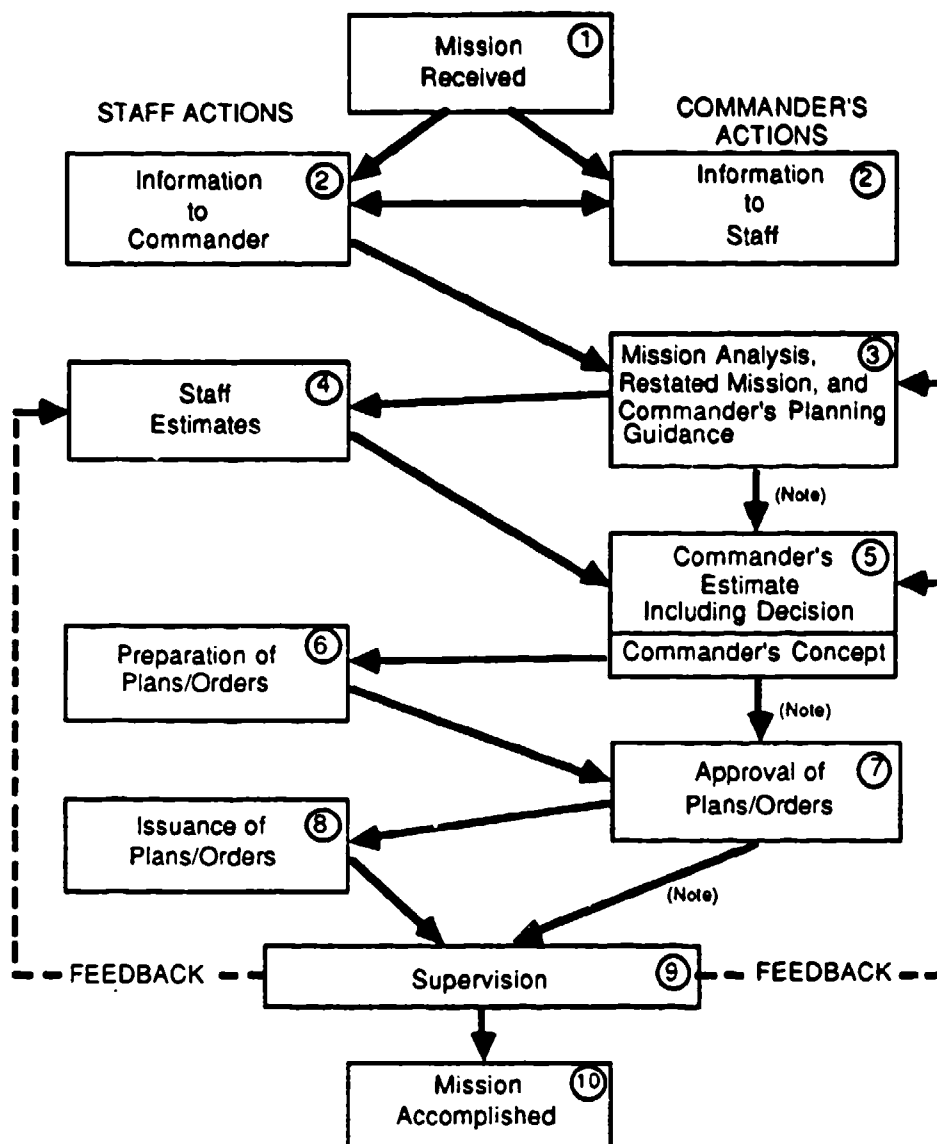 ①
Mission
Received
STAFF ACTIONS
COMMANDER'S
ACTIONS
②
Information
to
Commander
②
Information
to
Staff
③
Mission Analysis,
Restated Mission, and
Commander's Planning
Guidance
④
Staff
Estimates
(Note)
⑤
Commander's
Estimate
Including Decision
Commander's Concept
⑥
Preparation of
Plans/Orders
(Note)
⑦
Approval of
Plans/Orders
⑧
Issuance of
Plans/Orders
(Note)
FEEDBACK
Supervision
⑨
FEEDBACK
⑩
Mission
Accomplished